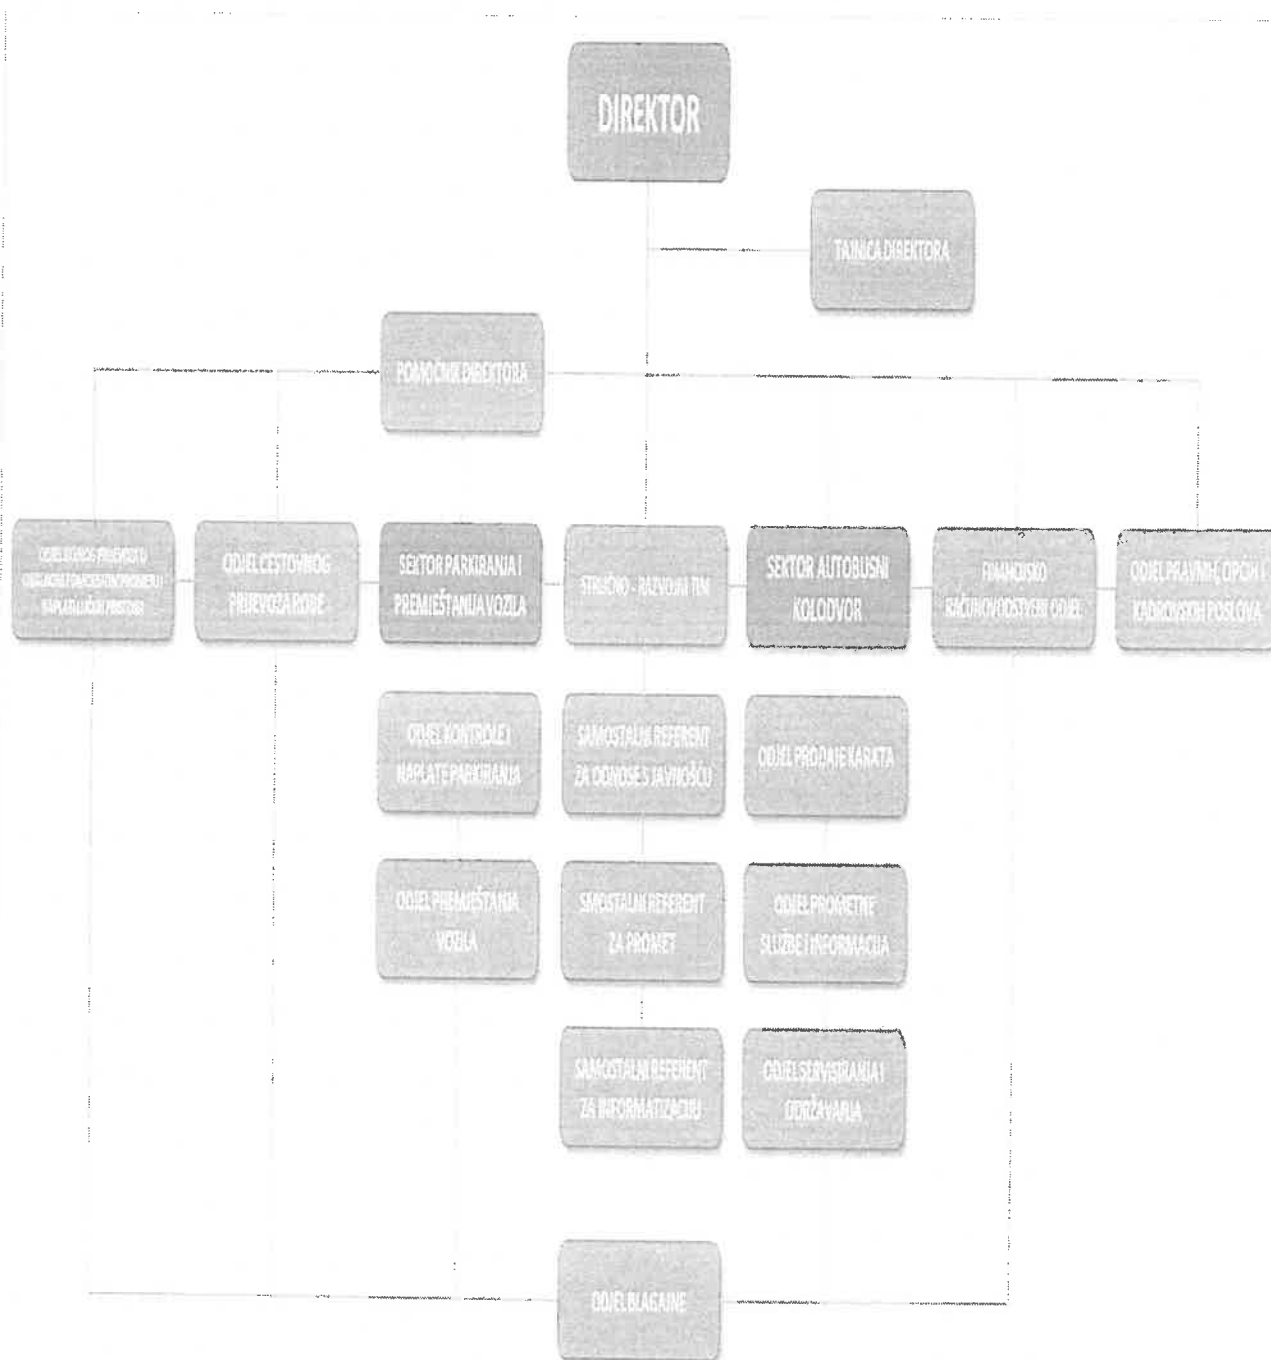 DIREKTOR
TAJNICA DIREKTORA
POMOĆNIK DIREKTORA
ODJEL CESTOVNOG
PRIJEVOZA ROBE
SEKTOR PARKIRANJA I
PREMJEŠTANJA VOZILA
STRUČNO - RAZVOJNI TIM
SEKTOR AUTOBUSNI
KOLODVOR
FINANCIJSKO
RAČUNOVODSTVENI ODJEL
ODJEL PRAVNIH, OPĆIH I
KADROVSKIH POSLOVA
ODJEL KONTROLE I
NAPLATE PARKIRANJA
SAMOSTALNI REFERENT
ZA ODNOSE S JAVNOŠĆU
ODJEL PRODAJE KARATA
ODJEL PREMJEŠTANJA
VOZILA
SMOSTALNI REFERENT
ZA PROMET
ODJEL PROMETNE
SLUŽBE I INFORMACIJA
SAMOSTALNI REFERENT
ZA INFORMATIZACIJU
ODJEL SERVISIRANJA I
ODRŽAVANJA
ODJEL BLAGAJNE